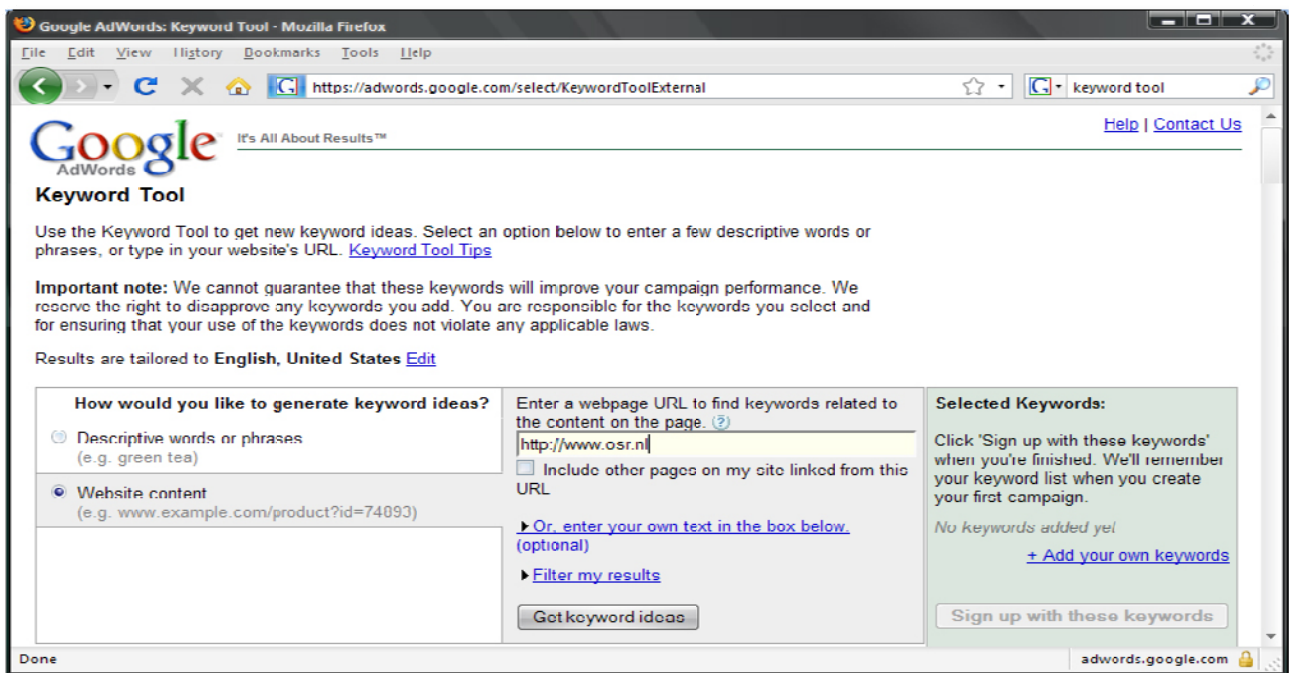 Google AdWords: Keyword Tool - Mozilla Firefox
File Edit View History Bookmarks Tools Help
https://adwords.google.com/select/KeywordToolExternal
keyword tool
Help | Contact Us
Google It's All About Results™
AdWords
Keyword Tool
Use the Keyword Tool to get new keyword ideas. Select an option below to enter a few descriptive words or
phrases, or type in your website's URL. Keyword Tool Tips
Important note: We cannot guarantee that these keywords will improve your campaign performance. We
reserve the right to disapprove any keywords you add. You are responsible for the keywords you select and
for ensuring that your use of the keywords does not violate any applicable laws.
Results are tailored to English, United States Edit
How would you like to generate keyword ideas?
Descriptive words or phrases
(e.g. green tea)
Website content
(e.g. www.example.com/product?id=74893)
Enter a webpage URL to find keywords related to
the content on the page. (?)
http://www.osr.nl
Include other pages on my site linked from this
URL
Or, enter your own text in the box below.
(optional)
Filter my results
Get keyword ideas
Selected Keywords:
Click 'Sign up with these keywords'
when you're finished. We'll remember
your keyword list when you create
your first campaign.
No keywords added yet
+ Add your own keywords
Sign up with these keywords
Done
adwords.google.com